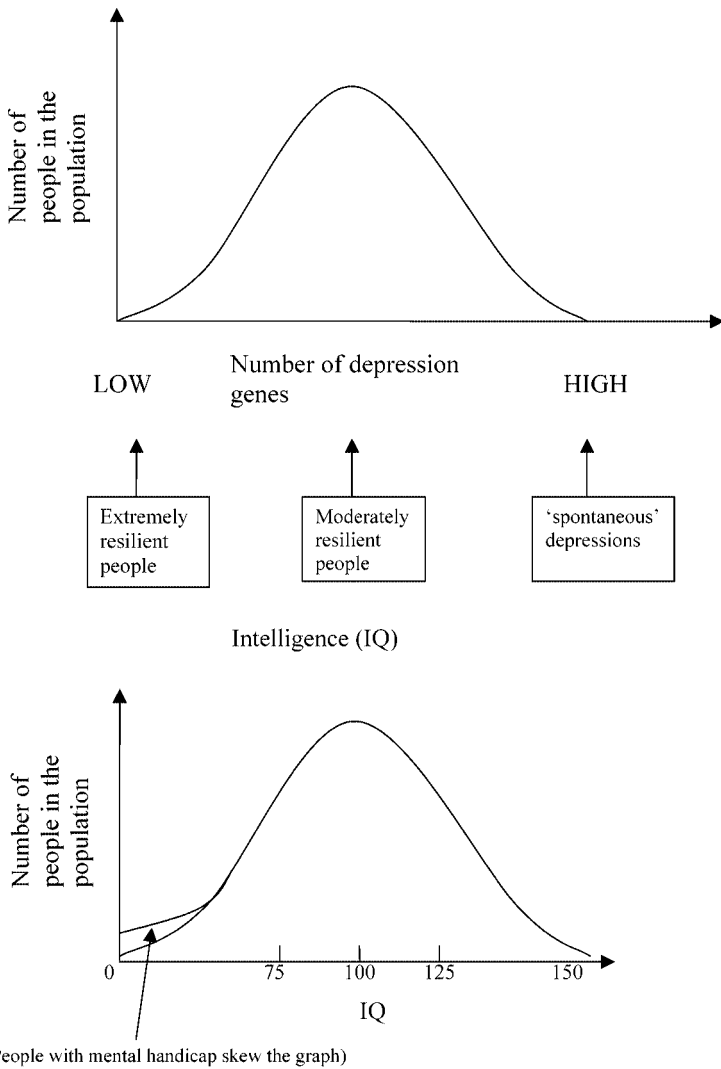 Number of
people in the
population
Number of depression
genes
LOW
HIGH
Extremely
resilient
people
Moderately
resilient
people
‘spontaneous’
depressions
Intelligence (IQ)
Number of
people in the
population
0
75
100
125
150
IQ
eople with mental handicap skew the graph)